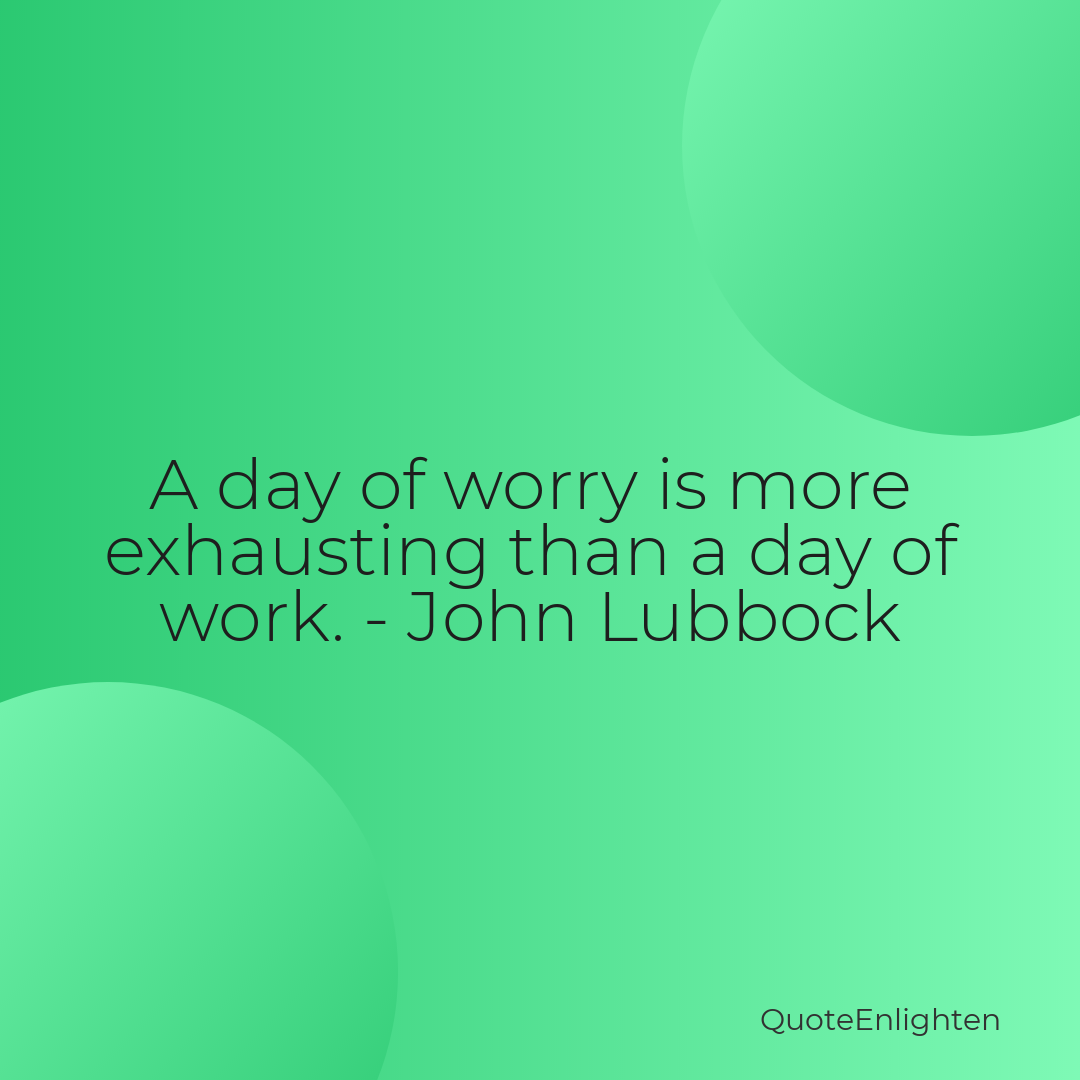 A day of worry is more
exhausting than a day of
work. - John Lubbock
QuoteEnlighten